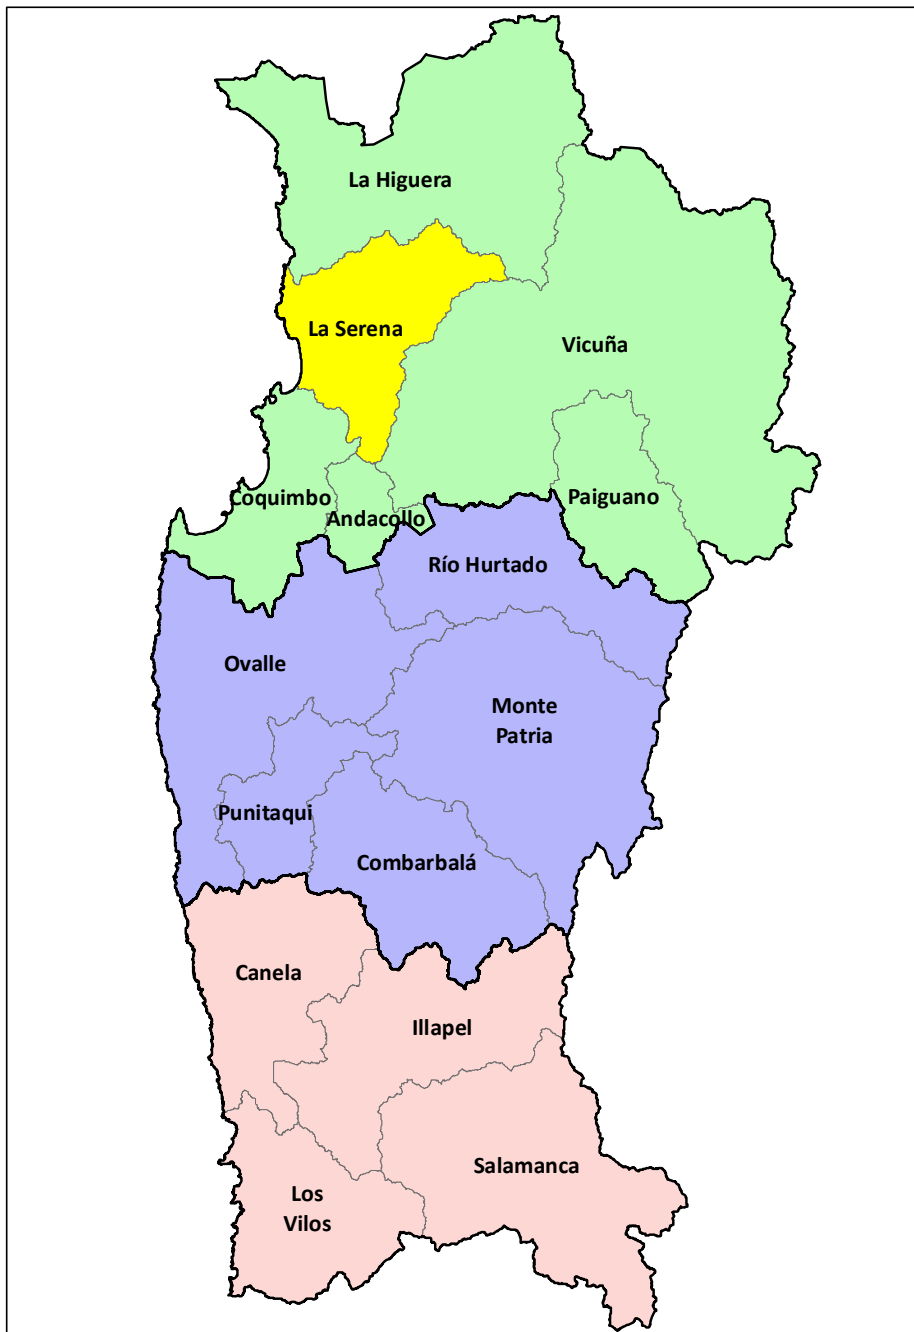 La Higuera
La Serena
Vicuña
Coquimbo
Paiguano
Andacollo
Río Hurtado
Ovalle
Monte
Patria
Punitaqui
Combarbalá
Canela
Illapel
Salamanca
Los
Vilos